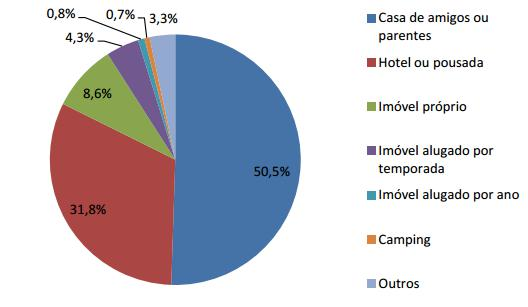 0,8%
0,7%
3,3%
4,3%
8,6%
50,5%
31,8%
Casa de amigos ou
parentes
Hotel ou pousada
Imóvel próprio
Imóvel alugado por
temporada
Imóvel alugado por ano
Camping
Outros